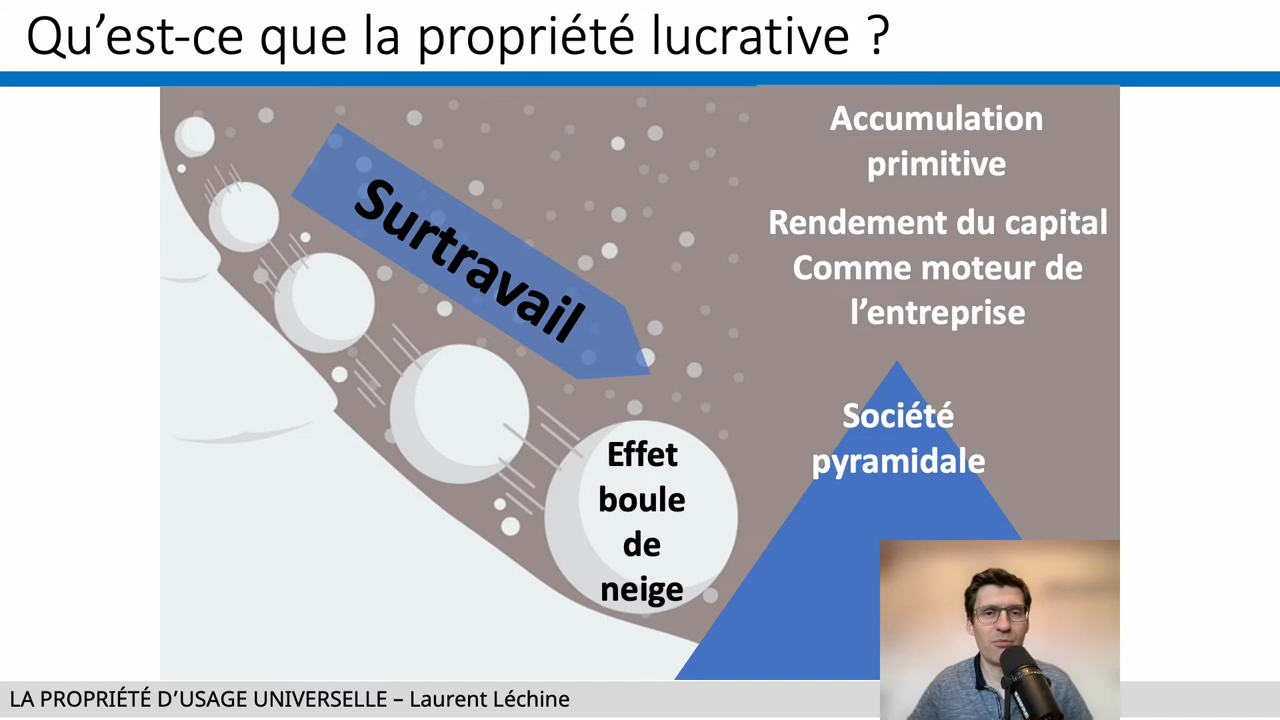 Qu’est-ce que la propriété lucrative ?
Surtravail
Accumulation
primitive
Rendement du capital
Comme moteur de
l’entreprise
Société
pyramidale
Effet
boule
de
neige
LA PROPRIÉTÉ D’USAGE UNIVERSELLE – Laurent Léchine